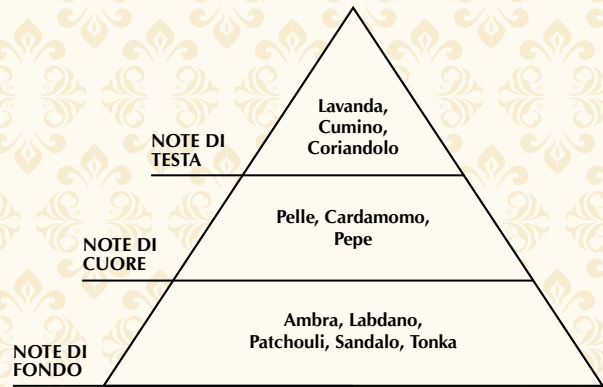 Lavanda,
Cumino,
Coriandolo
NOTE DI
TESTA
Pelle, Cardamomo,
Pepe
NOTE DI
CUORE
Ambra, Labdano,
Patchouli, Sandalo, Tonka
NOTE DI
FONDO